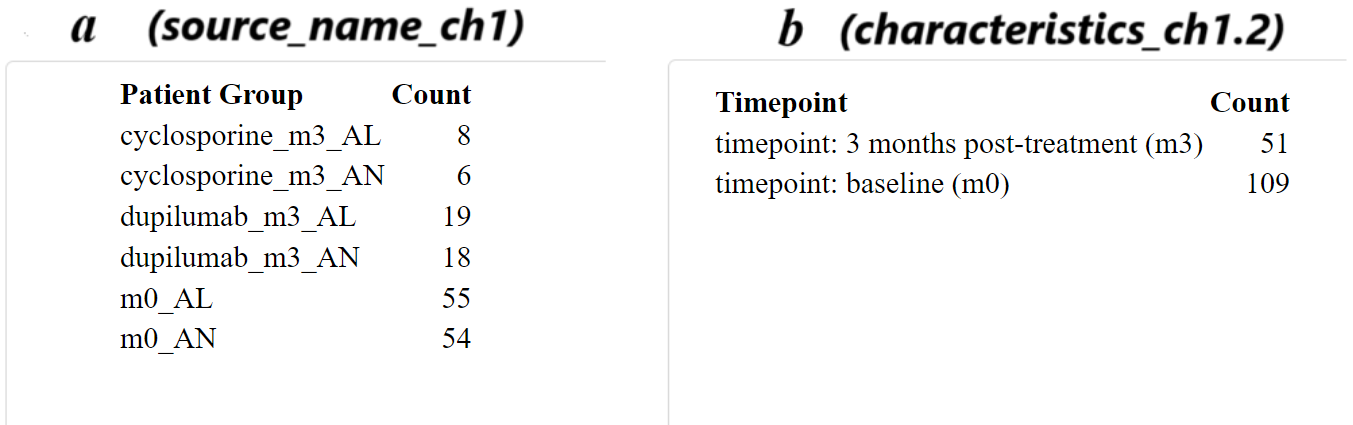 a (source_name_ch1)
Patient Group Count
cyclosporine_m3_AL 8
cyclosporine_m3_AN 6
dupilumab_m3_AL 19
dupilumab_m3_AN 18
m0_AL 55
m0_AN 54
b (characteristics_ch1.2)
Timepoint Count
timepoint: 3 months post-treatment (m3) 51
timepoint: baseline (m0) 109